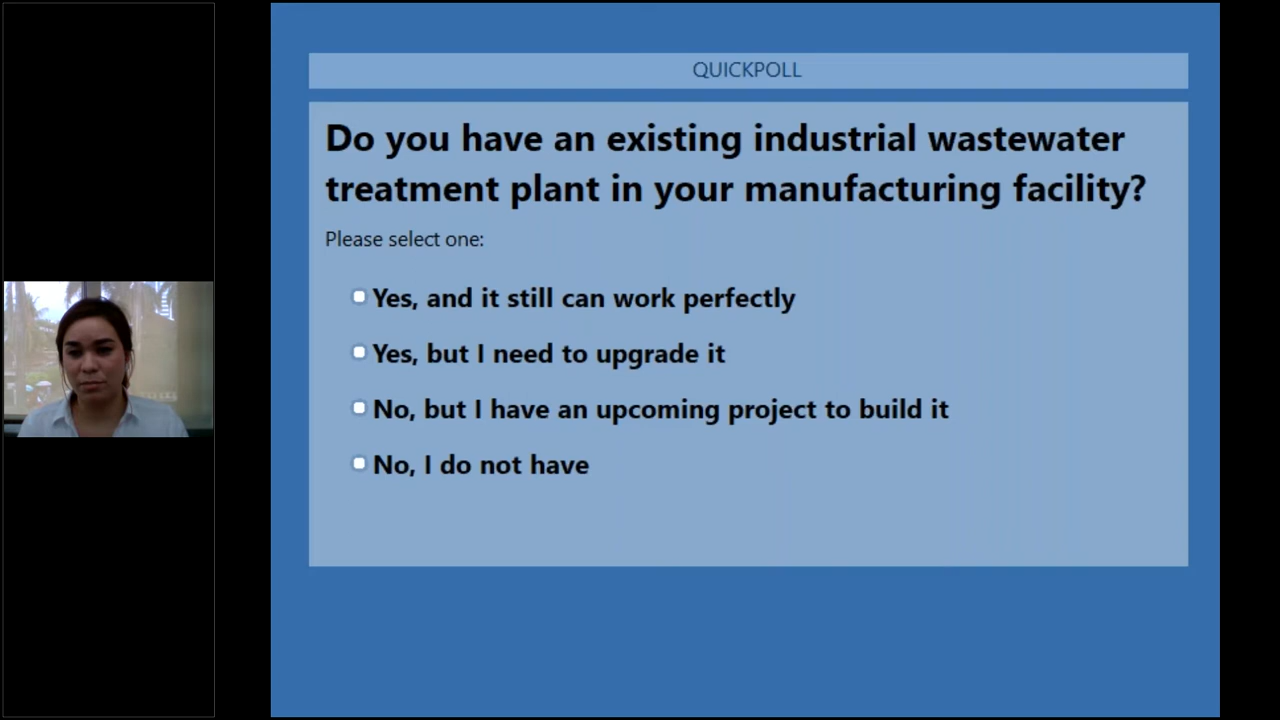 QUICKPOLL
Do you have an existing industrial wastewater
treatment plant in your manufacturing facility?
Please select one:
Yes, and it still can work perfectly
Yes, but I need to upgrade it
No, but I have an upcoming project to build it
No, I do not have